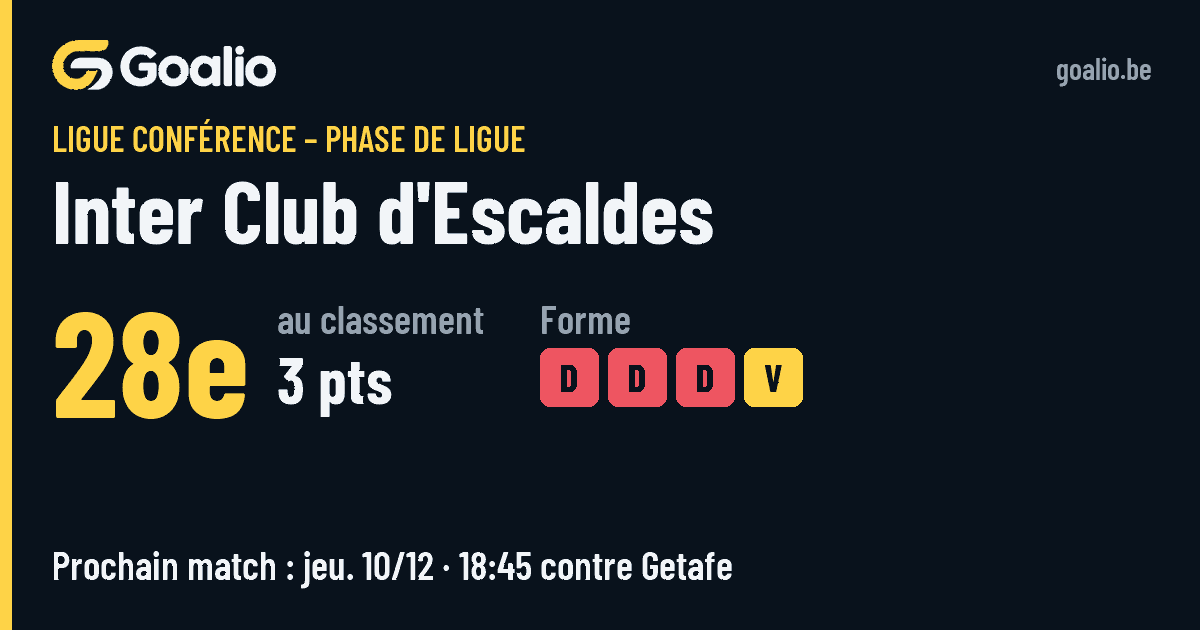 Goalio
goalio.be
LIGUE CONFÉRENCE – PHASE DE LIGUE
Inter Club d'Escaldes
28e
au classement
3 pts
Forme
D D D V
Prochain match : jeu. 10/12 · 18:45 contre Getafe